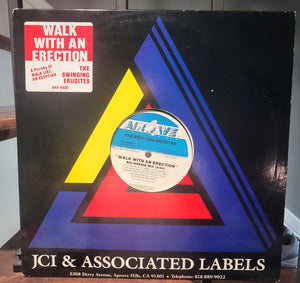 WALK
WITH AN
ERECTION
A Parody Of
WALK LIKE
AN EGYPTIAN
THE
SWINGING
ERUDITES
AIRWAVE
THE SWINGING ERUDITES
"WALK WITH AN ERECTION"
JCI & ASSOCIATED LABELS
5308 Derry Avenue, Agoura Hills, CA 91301 • Telephone: 818-889-9022